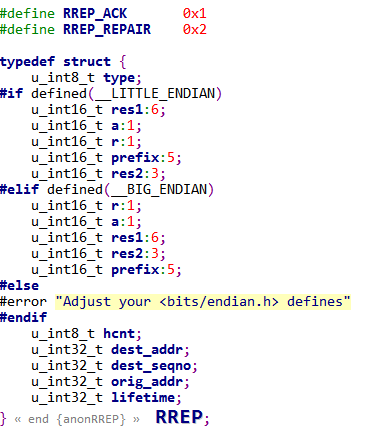 #define RREP_ACK 0x1
#define RREP_REPAIR 0x2
typedef struct {
u_int8_t type;
#if defined(__LITTLE_ENDIAN)
u_int16_t res1:6;
u_int16_t a:1;
u_int16_t r:1;
u_int16_t prefix:5;
u_int16_t res2:3;
#elif defined(__BIG_ENDIAN)
u_int16_t r:1;
u_int16_t a:1;
u_int16_t res1:6;
u_int16_t res2:3;
u_int16_t prefix:5;
#else
#error "Adjust your <bits/endian.h> defines"
#endif
u_int8_t hcnt;
u_int32_t dest_addr;
u_int32_t dest_seqno;
u_int32_t orig_addr;
u_int32_t lifetime;
} « end {anonRREP} » RREP;